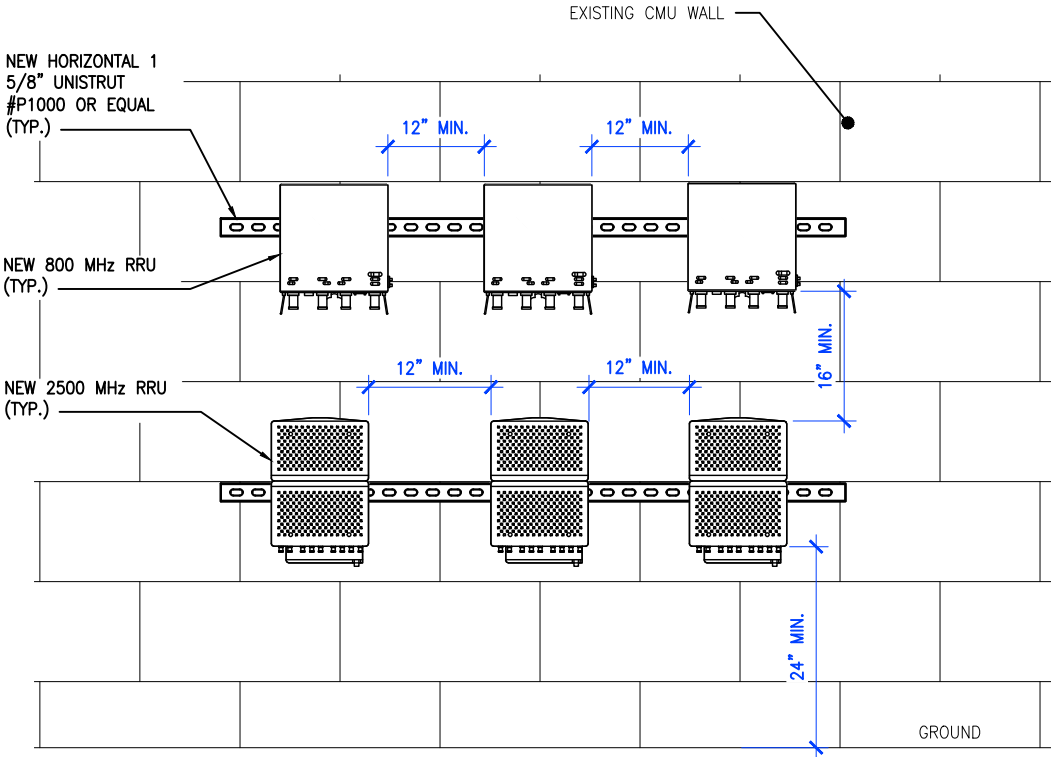 EXISTING CMU WALL
NEW HORIZONTAL 1
5/8" UNISTRUT
#P1000 OR EQUAL
(TYP.)
12" MIN.
12" MIN.
NEW 800 MHz RRU
(TYP.)
16" MIN.
12" MIN.
12" MIN.
NEW 2500 MHz RRU
(TYP.)
24" MIN.
GROUND